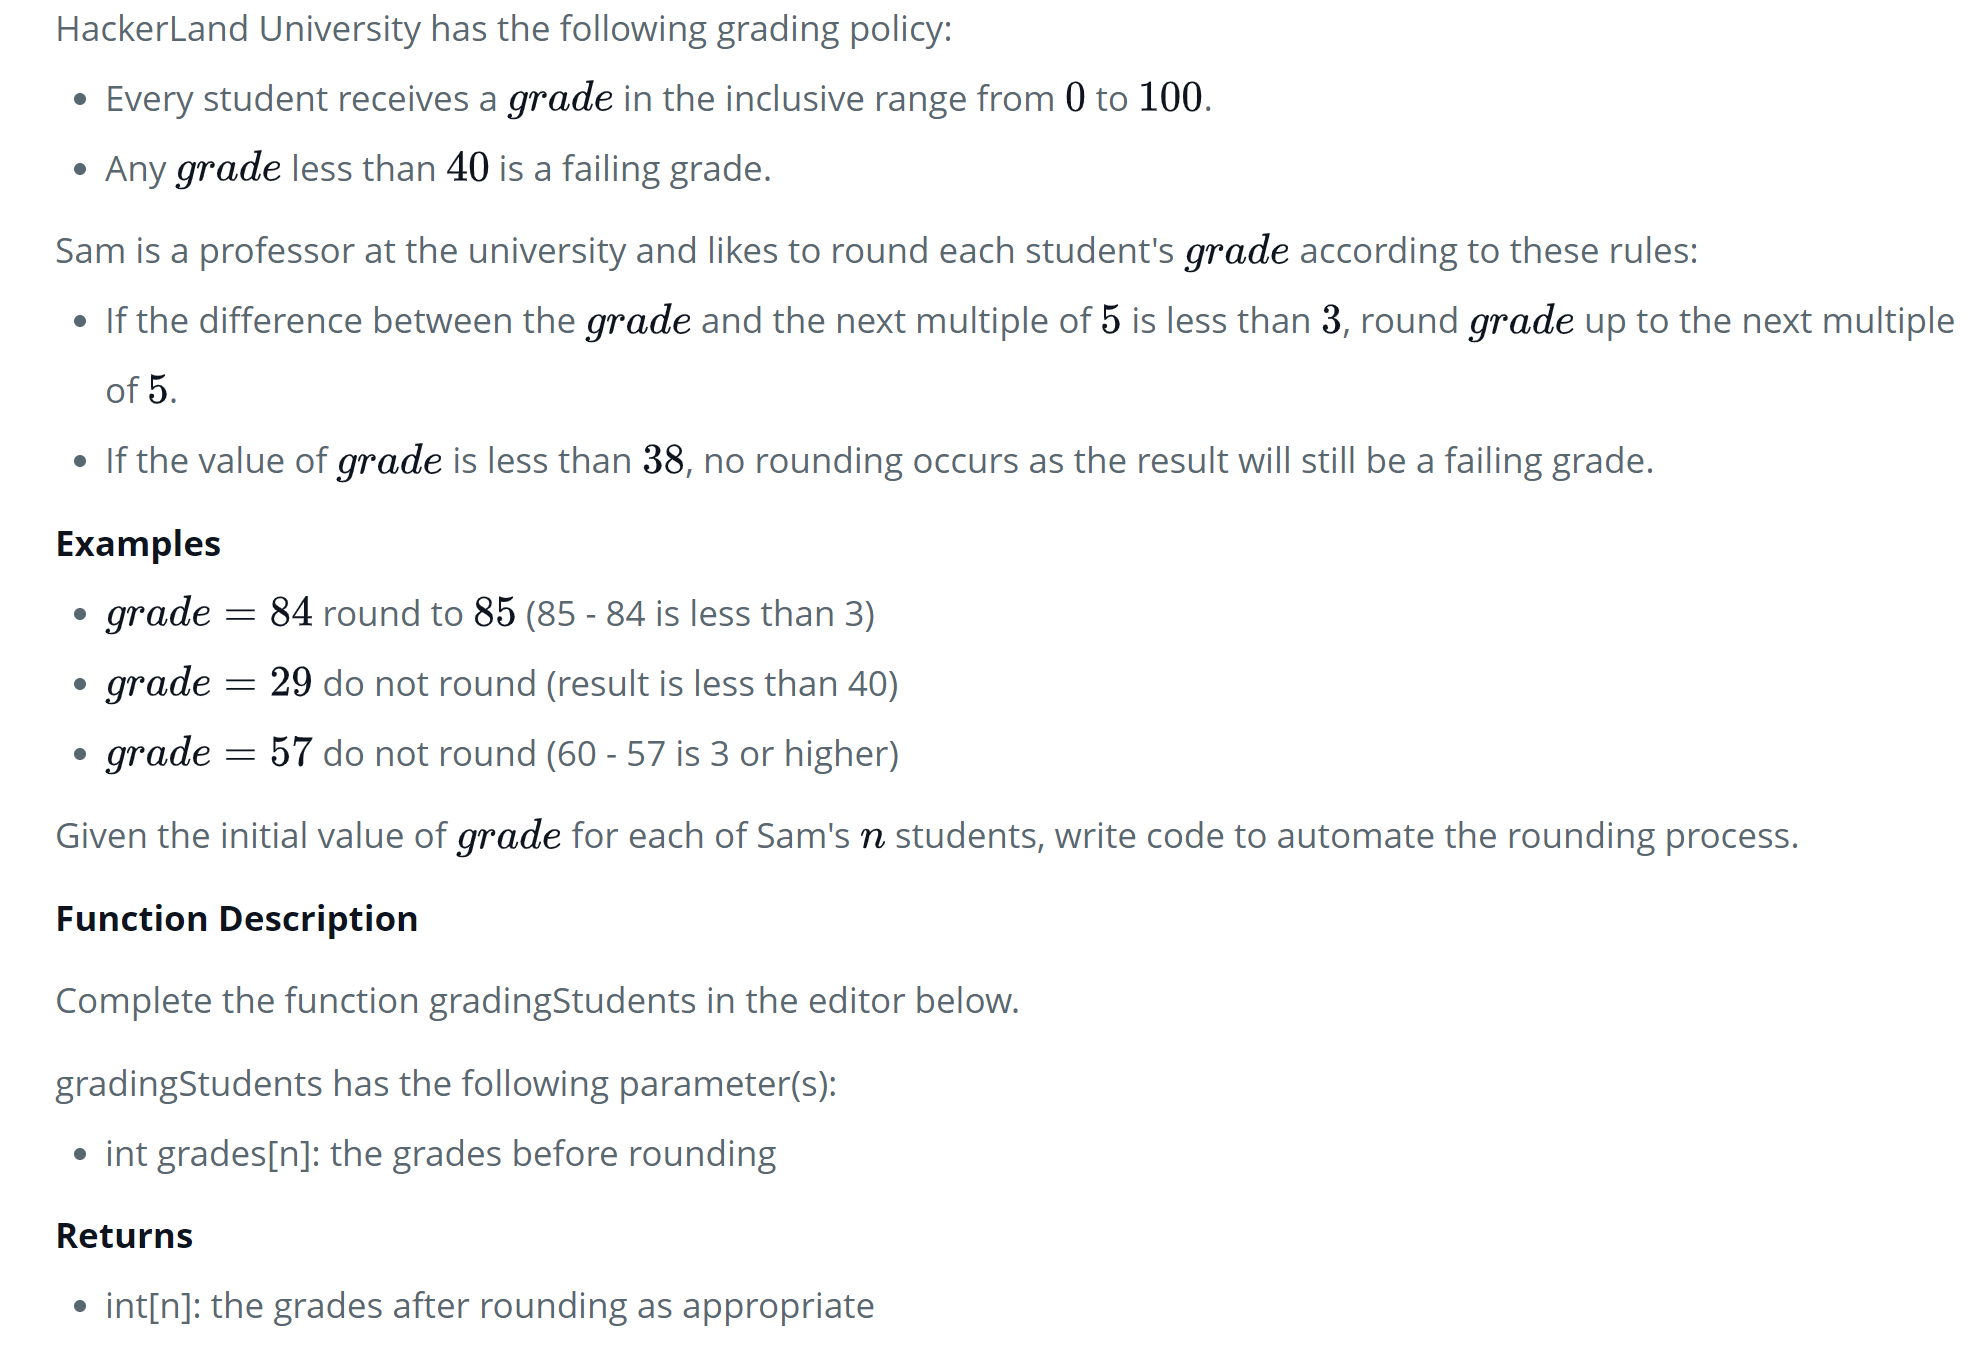 HackerLand University has the following grading policy:
• Every student receives a grade in the inclusive range from 0 to 100.
• Any grade less than 40 is a failing grade.
Sam is a professor at the university and likes to round each student's grade according to these rules:
• If the difference between the grade and the next multiple of 5 is less than 3, round grade up to the next multiple
of 5.
• If the value of grade is less than 38, no rounding occurs as the result will still be a failing grade.
Examples
• grade = 84 round to 85 (85 - 84 is less than 3)
• grade = 29 do not round (result is less than 40)
• grade = 57 do not round (60 - 57 is 3 or higher)
Given the initial value of grade for each of Sam's n students, write code to automate the rounding process.
Function Description
Complete the function gradingStudents in the editor below.
gradingStudents has the following parameter(s):
• int grades[n]: the grades before rounding
Returns
• int[n]: the grades after rounding as appropriate